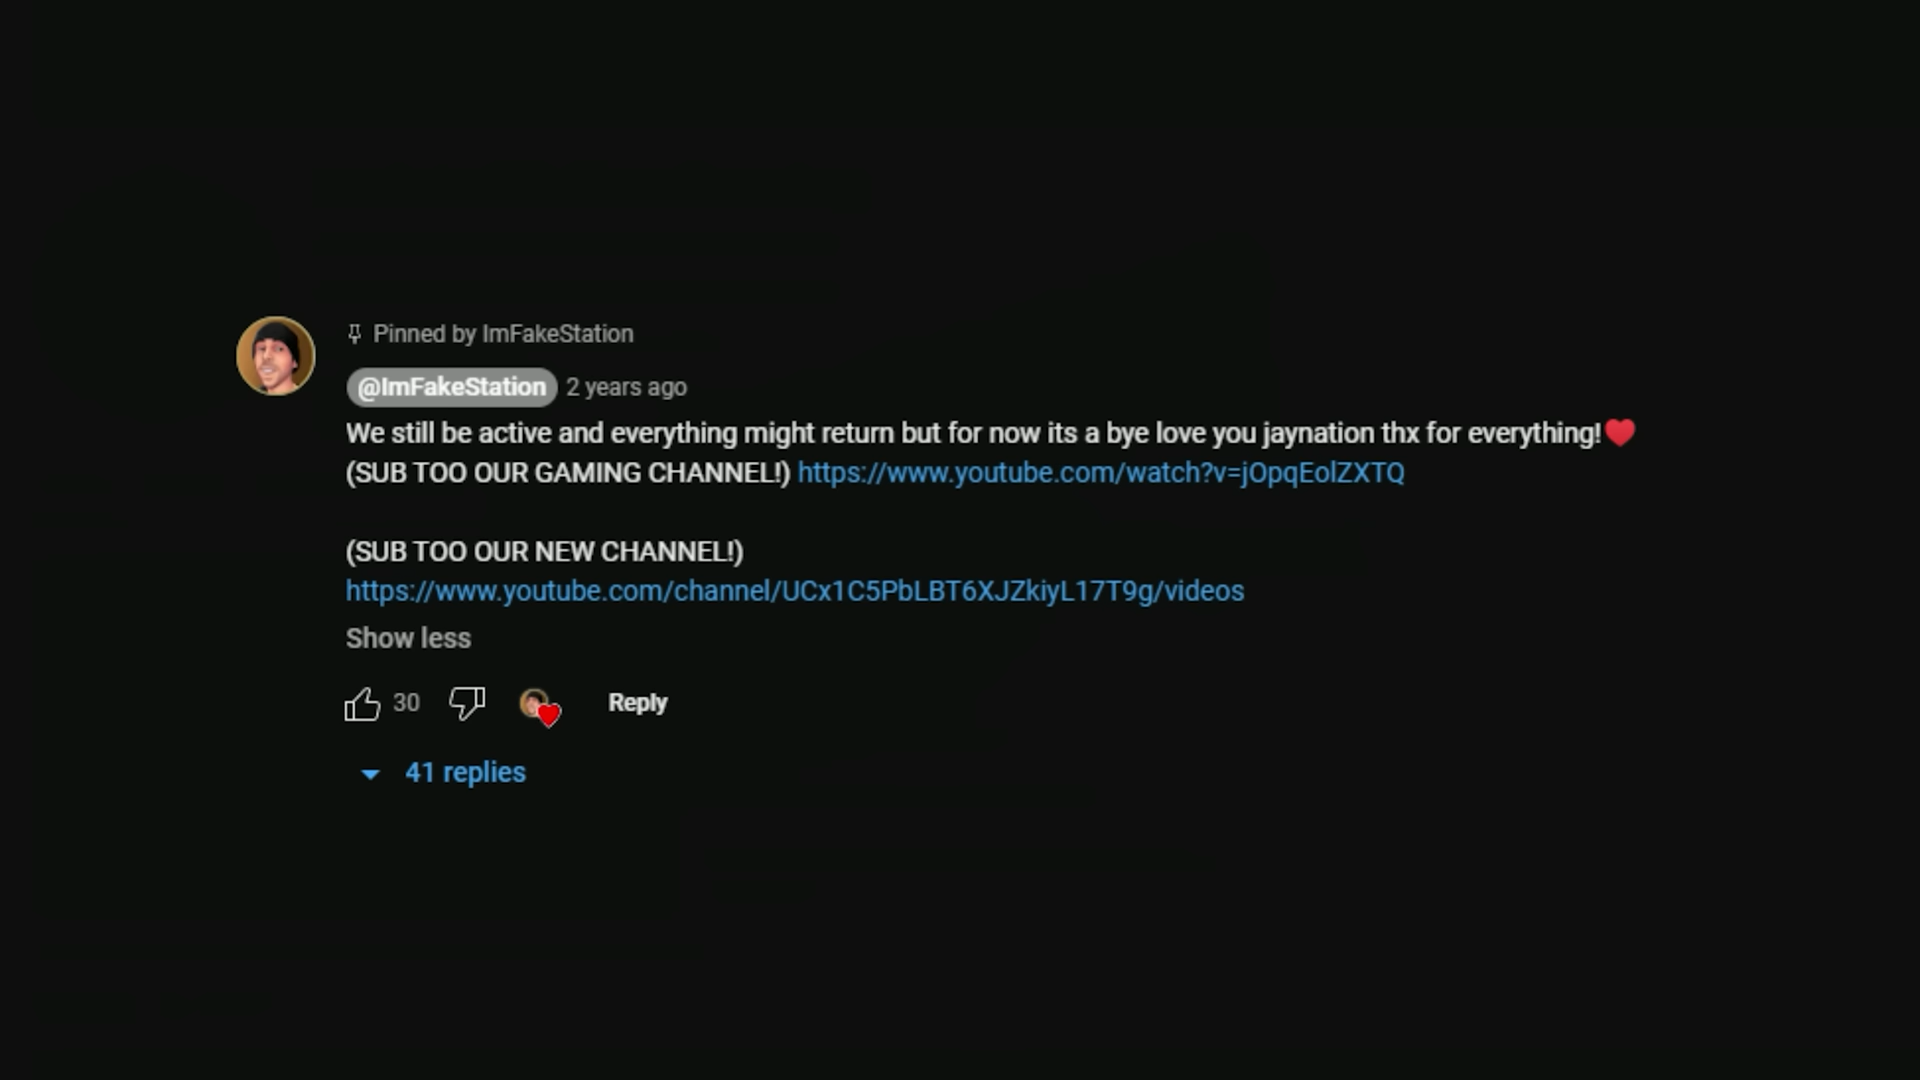 Pinned by ImFakeStation
@ImFakeStation 2 years ago
We still be active and everything might return but for now its a bye love you jaynation thx for everything!❤️
(SUB TOO OUR GAMING CHANNEL!) https://www.youtube.com/watch?v=jOpqEolZXTQ
(SUB TOO OUR NEW CHANNEL!)
https://www.youtube.com/channel/UCx1C5PbLBT6XJZkiyL17T9g/videos
Show less
30 Reply
41 replies